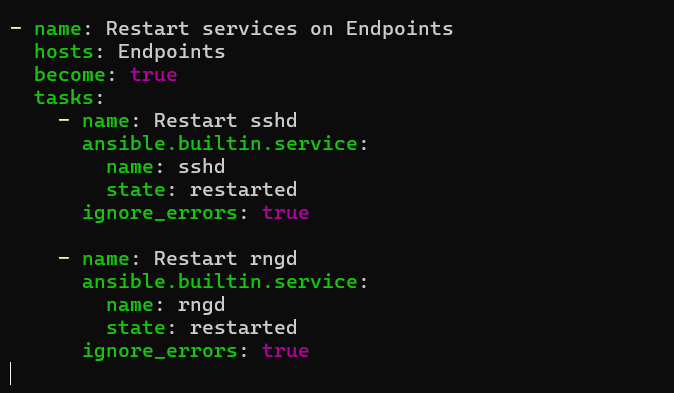 - name: Restart services on Endpoints
  hosts: Endpoints
  become: true
  tasks:
    - name: Restart sshd
      ansible.builtin.service:
        name: sshd
        state: restarted
      ignore_errors: true

    - name: Restart rngd
      ansible.builtin.service:
        name: rngd
        state: restarted
      ignore_errors: true